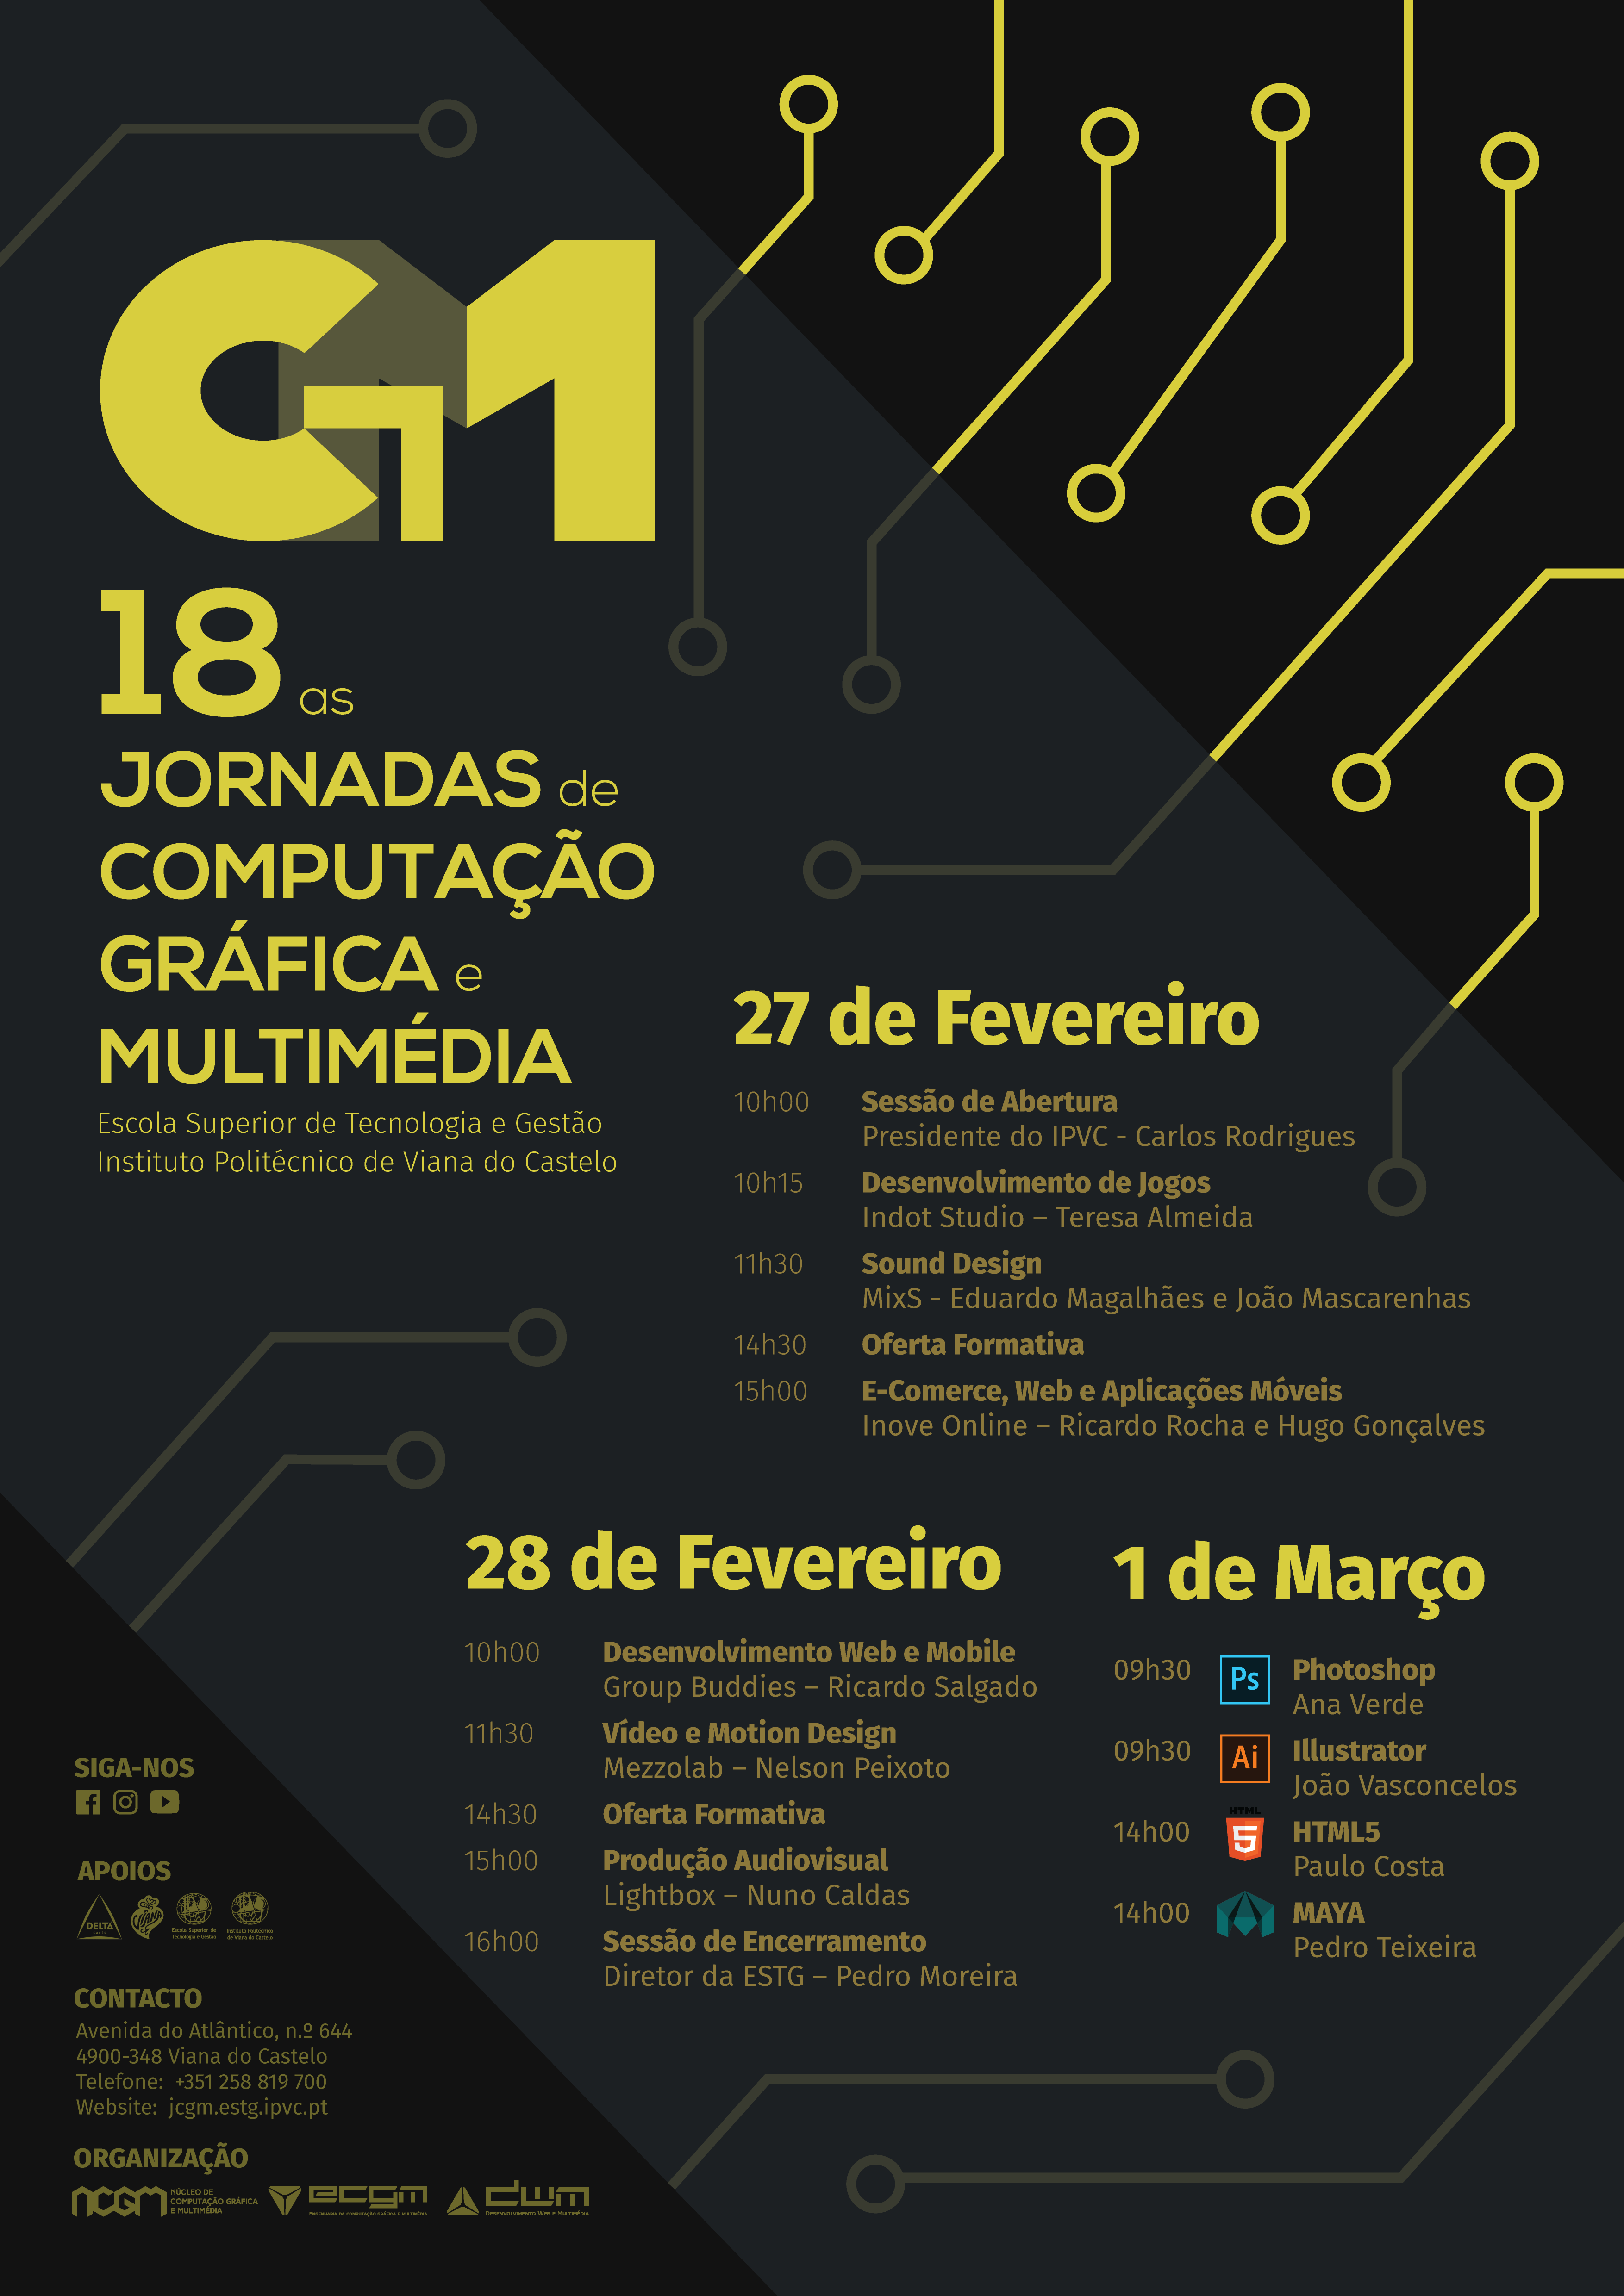 CGM
18 as
JORNADAS de
COMPUTAÇÃO
GRÁFICA e
MULTIMÉDIA
Escola Superior de Tecnologia e Gestão
Instituto Politécnico de Viana do Castelo
27 de Fevereiro
10h00 Sessão de Abertura
Presidente do IPVC - Carlos Rodrigues
10h15 Desenvolvimento de Jogos
Indot Studio – Teresa Almeida
11h30 Sound Design
MixS - Eduardo Magalhães e João Mascarenhas
14h30 Oferta Formativa
15h00 E-Comerce, Web e Aplicações Móveis
Inove Online – Ricardo Rocha e Hugo Gonçalves
28 de Fevereiro
10h00 Desenvolvimento Web e Mobile
Group Buddies – Ricardo Salgado
11h30 Vídeo e Motion Design
Mezzolab – Nelson Peixoto
14h30 Oferta Formativa
15h00 Produção Audiovisual
Lightbox – Nuno Caldas
16h00 Sessão de Encerramento
Diretor da ESTG – Pedro Moreira
1 de Março
09h30 Ps Photoshop
Ana Verde
09h30 Ai Illustrator
João Vasconcelos
HTML
14h00 5 HTML5
Paulo Costa
14h00 MAYA
Pedro Teixeira
SIGA-NOS
APOIOS
DELTA
CAFÉS
Escola Superior de
Tecnologia e Gestão
Instituto Politécnico
de Viana do Castelo
CONTACTO
Avenida do Atlântico, n.º 644
4900-348 Viana do Castelo
Telefone: +351 258 819 700
Website: jcgm.estg.ipvc.pt
ORGANIZAÇÃO
ncgm NÚCLEO DE
COMPUTAÇÃO GRÁFICA
E MULTIMÉDIA
ecgm
ENGENHARIA DA COMPUTAÇÃO GRÁFICA E MULTIMÉDIA
dwm
DESENVOLVIMENTO WEB E MULTIMÉDIA